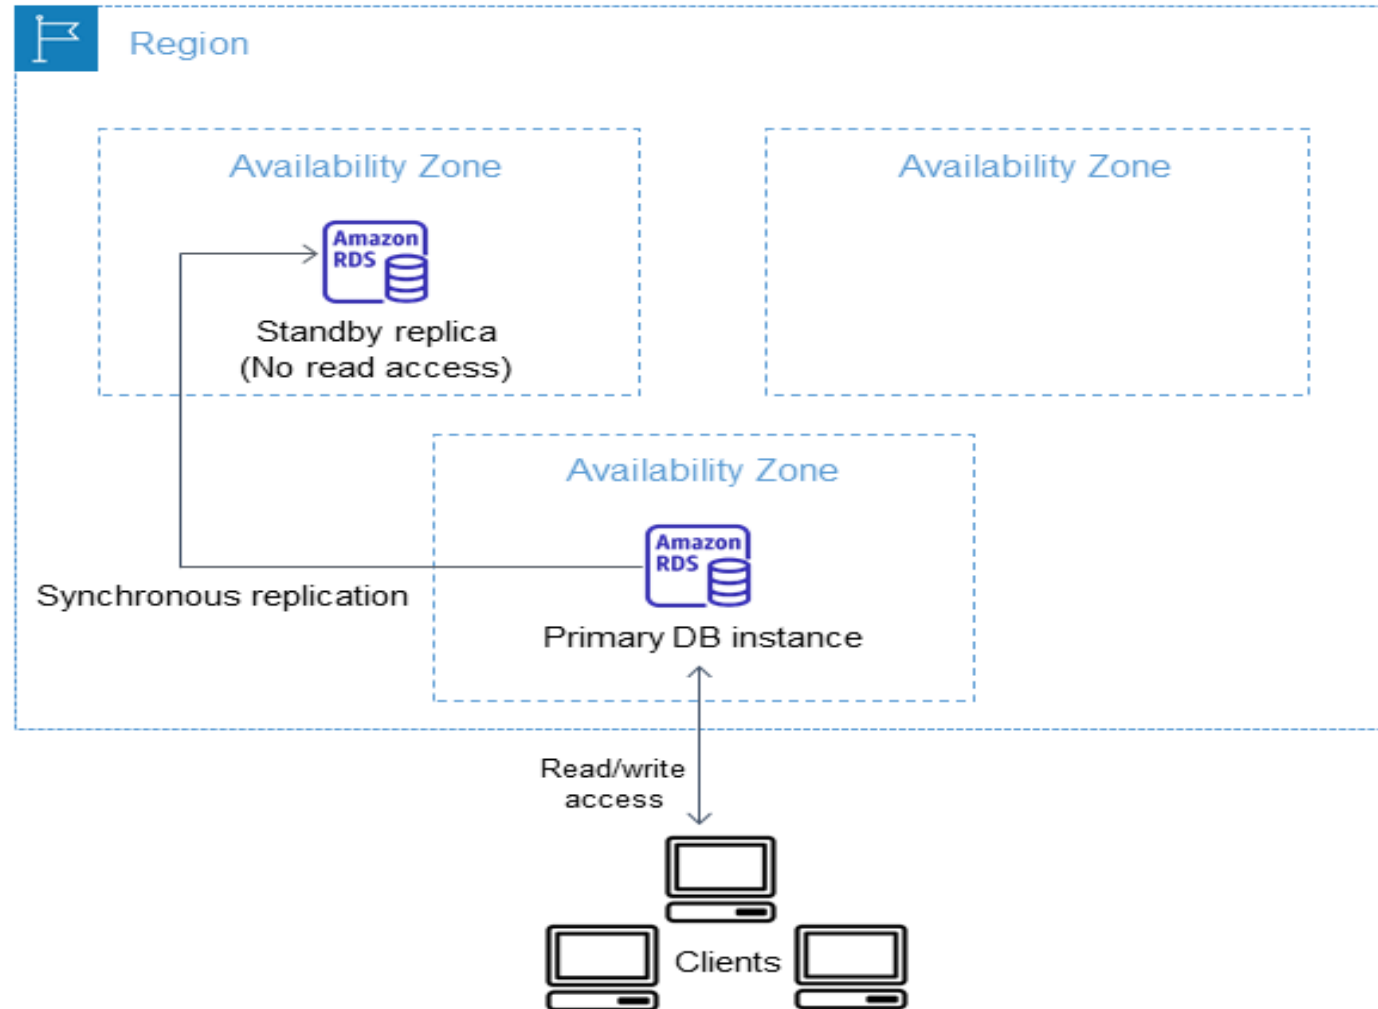 Region
Availability Zone
Availability Zone
Amazon
RDS
Standby replica
(No read access)
Availability Zone
Amazon
RDS
Synchronous replication
Primary DB instance
Read/write
access
Clients